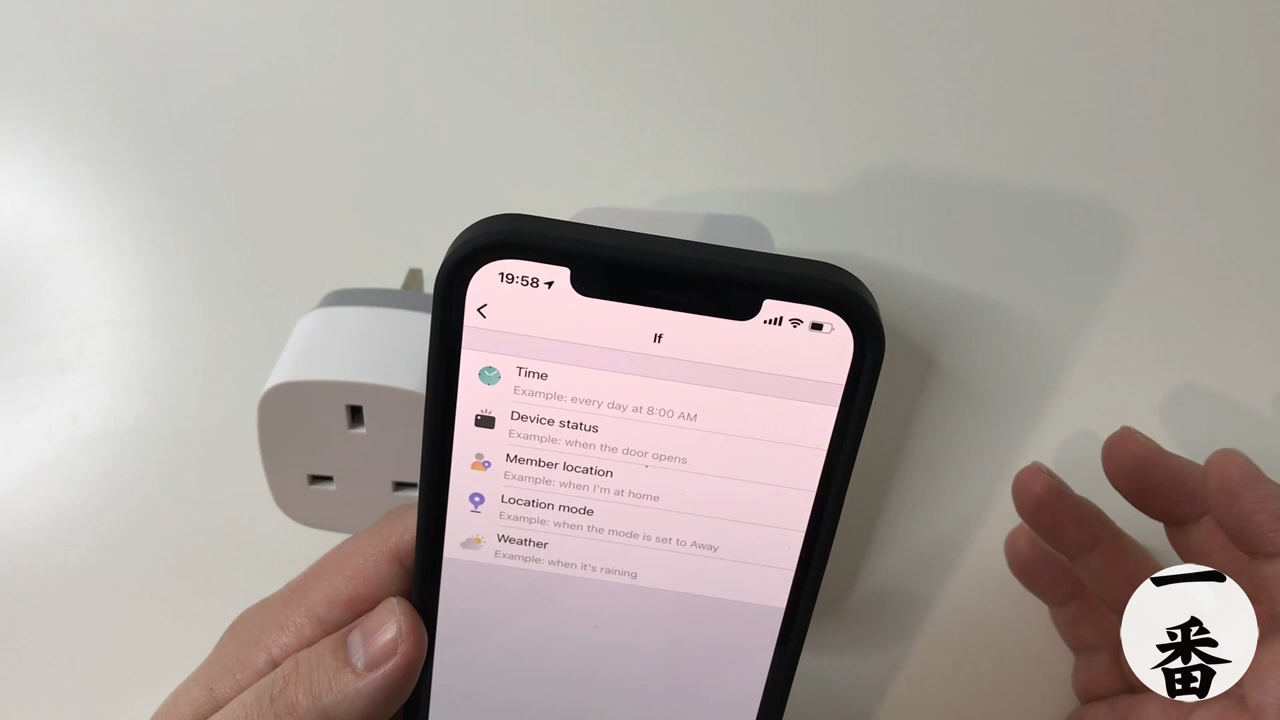 19:58
If
Time
Example: every day at 8:00 AM
Device status
Example: when the door opens
Member location
Example: when I'm at home
Location mode
Example: when the mode is set to Away
Weather
Example: when it's raining
一
番